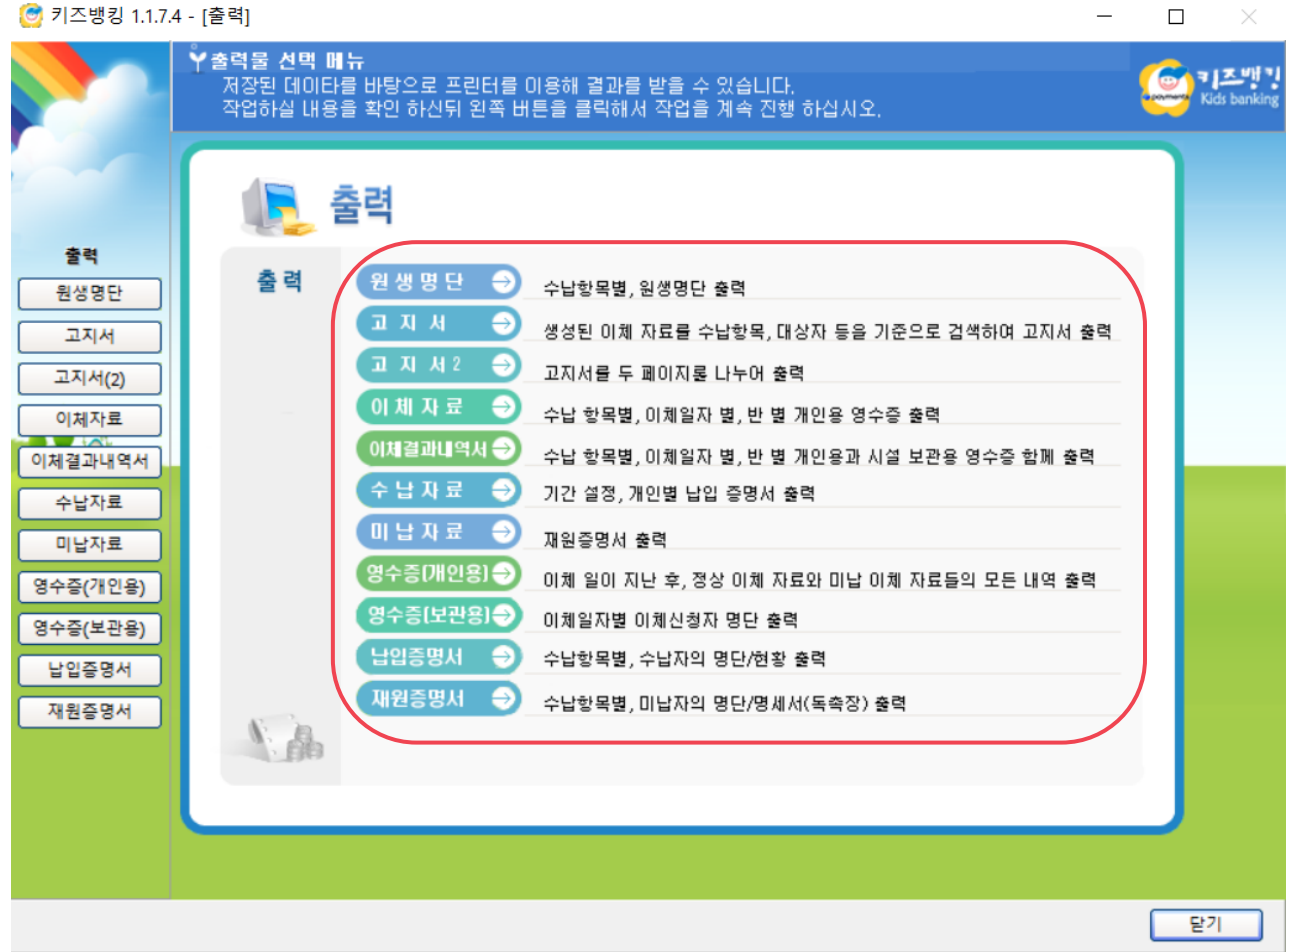 키즈뱅킹 1.1.7.4 - [출력]
출력물 선택 메뉴
저장된 데이타를 바탕으로 프린터를 이용해 결과를 받을 수 있습니다.
작업하실 내용을 확인 하신뒤 왼쪽 버튼을 클릭해서 작업을 계속 진행 하십시오.
payments
키즈뱅킹
Kids banking
출력
원생명단
고지서
고지서(2)
이체자료
이체결과내역서
수납자료
미납자료
영수증(개인용)
영수증(보관용)
납입증명서
재원증명서
출력
출력
원생명단 수납항목별, 원생명단 출력
고지서 생성된 이체 자료를 수납항목, 대상자 등을 기준으로 검색하여 고지서 출력
고지서2 고지서를 두 페이지로 나누어 출력
이체자료 수납 항목별, 이체일자 별, 반 별 개인용 영수증 출력
이체결과내역서 수납 항목별, 이체일자 별, 반 별 개인용과 시설 보관용 영수증 함께 출력
수납자료 기간 설정, 개인별 납입 증명서 출력
미납자료 재원증명서 출력
영수증(개인용) 이체 일이 지난 후, 정상 이체 자료와 미납 이체 자료들의 모든 내역 출력
영수증(보관용) 이체일자별 이체신청자 명단 출력
납입증명서 수납항목별, 수납자의 명단/현황 출력
재원증명서 수납항목별, 미납자의 명단/명세서(독촉장) 출력
닫기